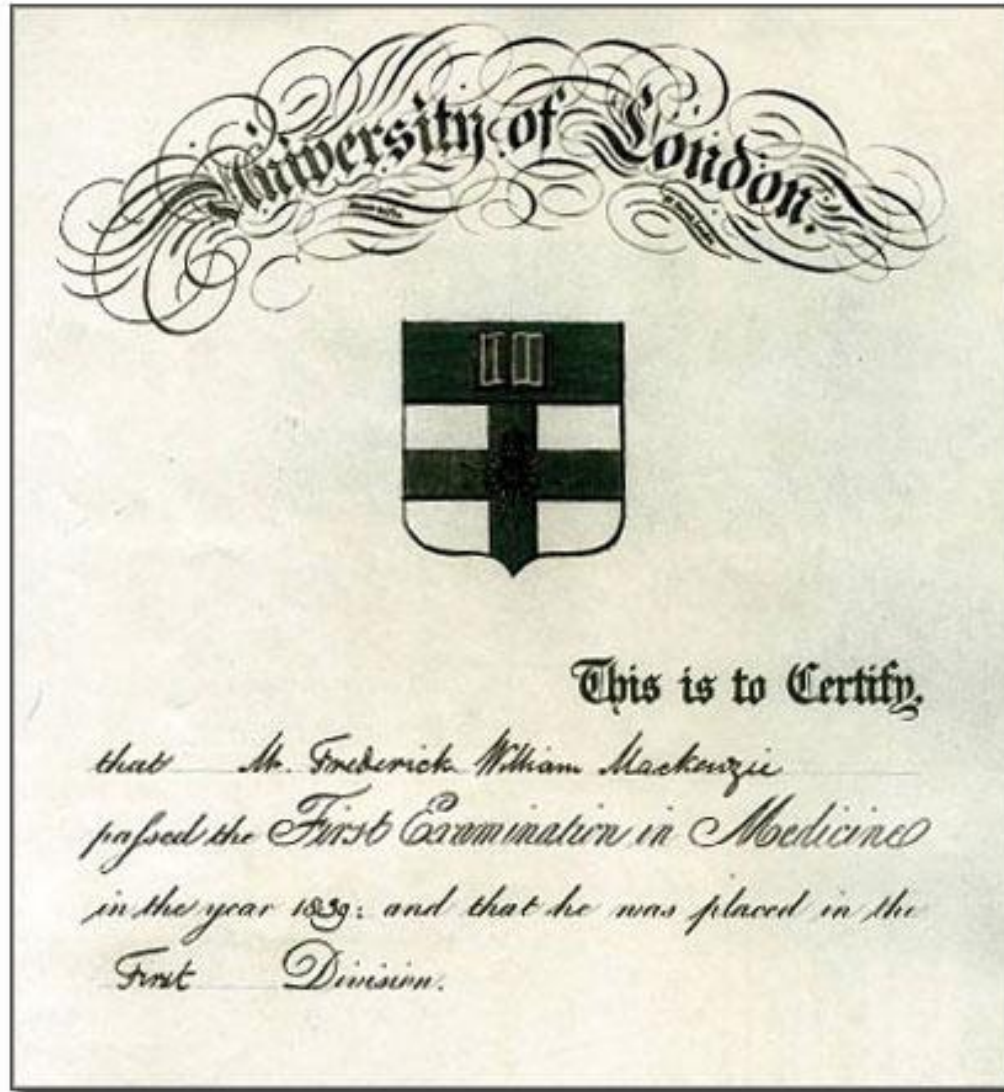 University of London.
This is to Certify,
that Mr. Frederick William Mackenzie
paſsed the First Examination in Medicine
in the year 1839: and that he was placed in the
First Division.